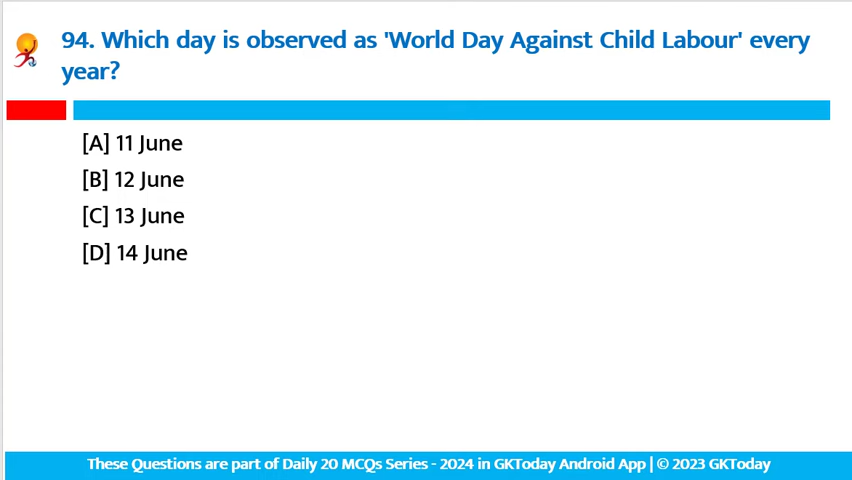 94. Which day is observed as 'World Day Against Child Labour' every
year?
[A] 11 June
[B] 12 June
[C] 13 June
[D] 14 June
These Questions are part of Daily 20 MCQs Series - 2024 in GKToday Android App | © 2023 GKToday